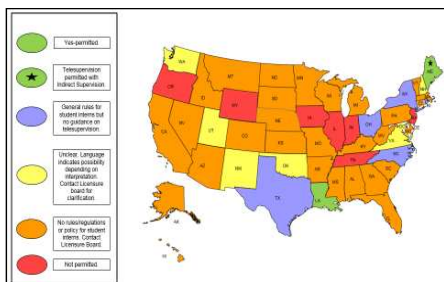 Yes-permitted
Telesupervision
permitted with
Indirect Supervision
General rules for
student interns but
no guidance on
telesupervision
Unclear. Language
indicates possibility
depending on
interpretation.
Contact Licensure
board for
clarification.
No rules/regulations
or policy for student
interns. Contact
Licensure Board.
Not permitted.
WA
OR
CA
NV
ID
MT
WY
UT
AZ
CO
NM
ND
SD
NE
KS
OK
TX
MN
IA
MO
AR
LA
WI
IL
MI
IN
OH
TN
MS
AL
GA
FL
SC
NC
VA
PA
NY
ME
AK
HI